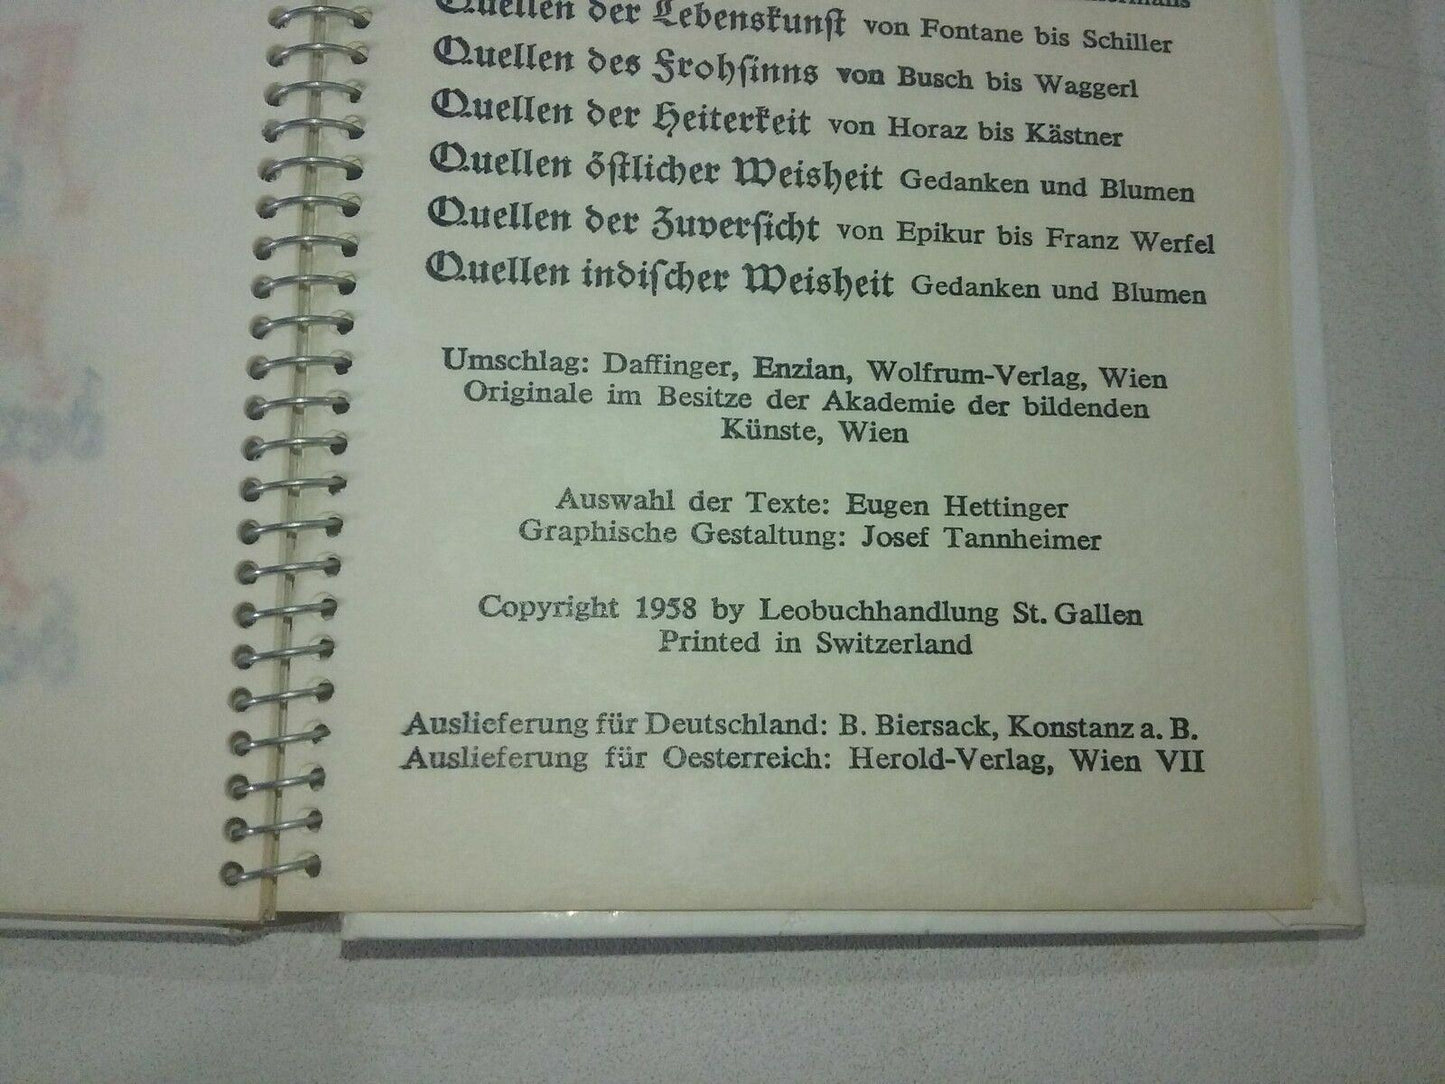 Quellen der Lebenskunst von Fontane bis Schiller
Quellen des Frohsinns von Busch bis Waggerl
Quellen der Heiterkeit von Horaz bis Kästner
Quellen östlicher Weisheit Gedanken und Blumen
Quellen der Zuversicht von Epikur bis Franz Werfel
Quellen indischer Weisheit Gedanken und Blumen
Umschlag: Daffinger, Enzian, Wolfrum-Verlag, Wien
Originale im Besitze der Akademie der bildenden
Künste, Wien
Auswahl der Texte: Eugen Hettinger
Graphische Gestaltung: Josef Tannheimer
Copyright 1958 by Leobuchhandlung St. Gallen
Printed in Switzerland
Auslieferung für Deutschland: B. Biersack, Konstanz a. B.
Auslieferung für Oesterreich: Herold-Verlag, Wien VII